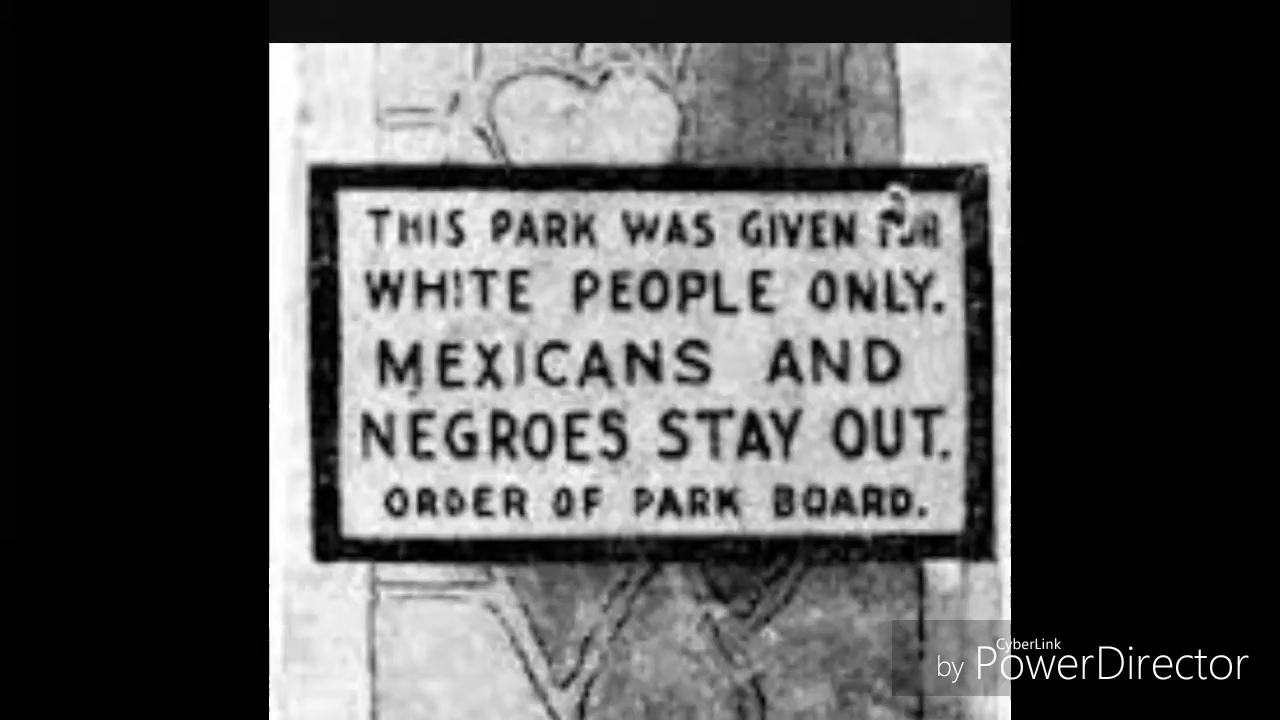 THIS PARK WAS GIVEN FOR
WHITE PEOPLE ONLY.
MEXICANS AND
NEGROES STAY OUT.
ORDER OF PARK BOARD.
CyberLink
by PowerDirector